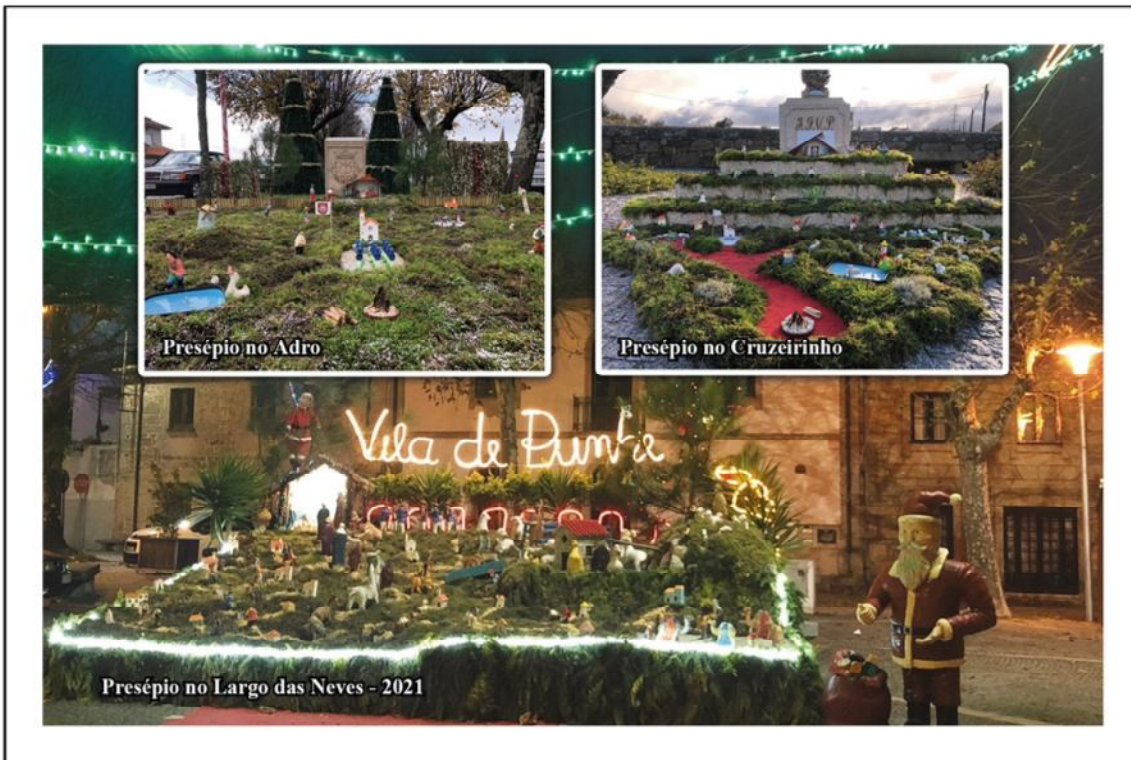 J.F.V.P
Presépio no Adro
Presépio no Cruzeirinho
Vila de Punhe
Presépio no Largo das Neves - 2021